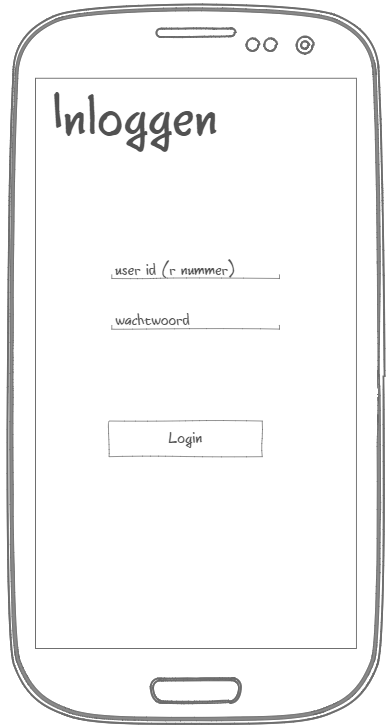 Inloggen
user id (r nummer)
wachtwoord
Login